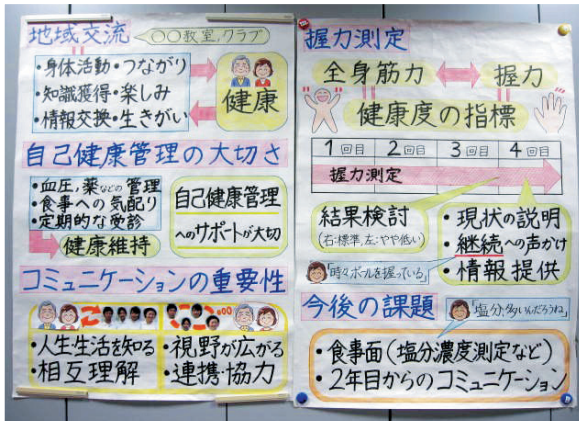 地域交流
○○教室,クラブ
・身体活動・つながり
・知識獲得・楽しみ
・情報交換・生きがい
健康
自己健康管理の大切さ
・血圧,薬などの管理
・食事への気配り
・定期的な受診
健康維持
自己健康管理
へのサポートが大切
コミュニケーションの重要性
・人生・生活を知る
・相互理解
・視野が広がる
・連携・協力
握力測定
全身筋力
握力
健康度の指標
1回目 2回目 3回目 4回目
握力測定
結果検討
(右:標準,左:やや低い)
「時々ボールを握っている」
・現状の説明
・継続への声かけ
・情報提供
今後の課題
「塩分,多いんだろうね」
・食事面(塩分濃度測定など)
・2年目からのコミュニケーション